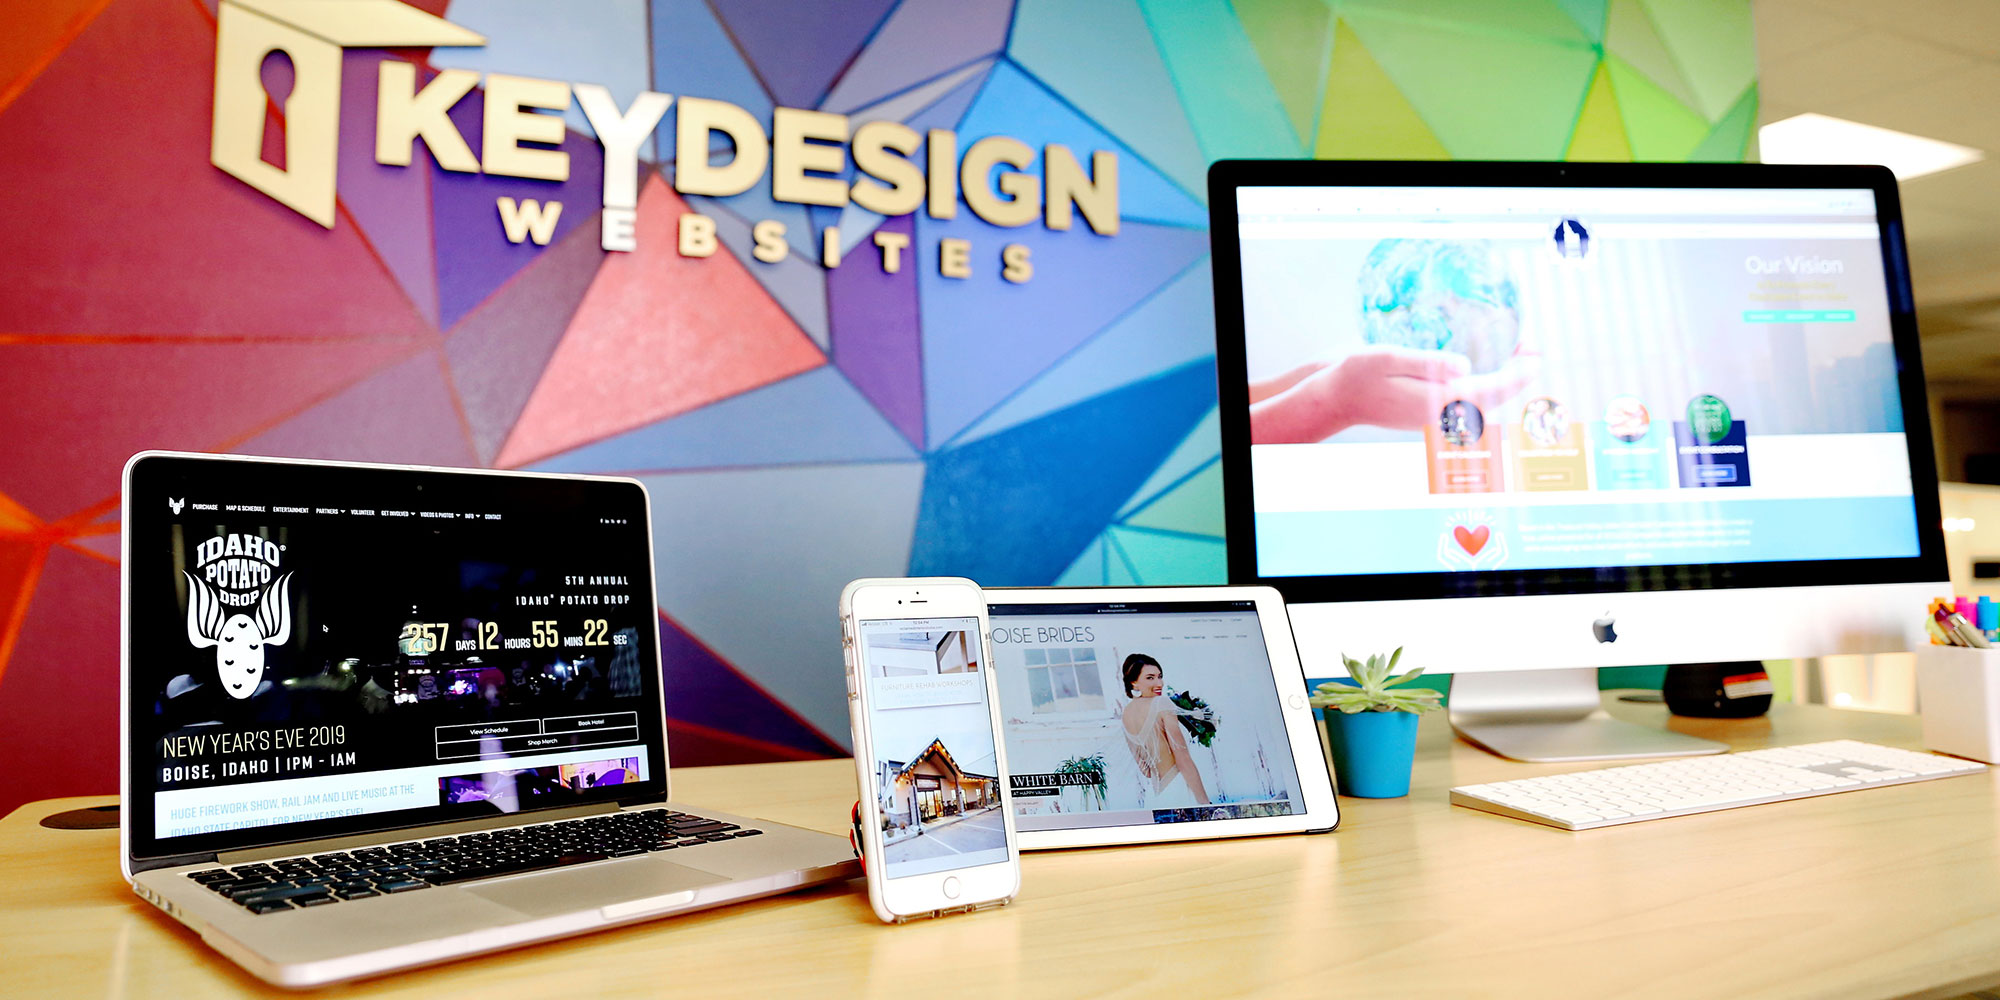 KEYDESIGN
WEBSITES
PURCHASE MAP & SCHEDULE ENTERTAINMENT PARTNERS VOLUNTEER GET INVOLVED VIDEOS & PHOTOS INFO CONTACT
IDAHO®
POTATO
DROP
5TH ANNUAL
IDAHO® POTATO DROP
257 DAYS 12 HOURS 55 MINS 22 SEC
View Schedule
Book Hotel
Shop Merch
NEW YEAR'S EVE 2019
BOISE, IDAHO | 1PM - 1AM
HUGE FIREWORK SHOW, RAIL JAM AND LIVE MUSIC AT THE
IDAHO STATE CAPITOL FOR NEW YEAR'S EVE!
FURNITURE REHAB WORKSHOPS
OISE BRIDES
WHITE BARN
AT HAPPY VALLEY
Our Vision